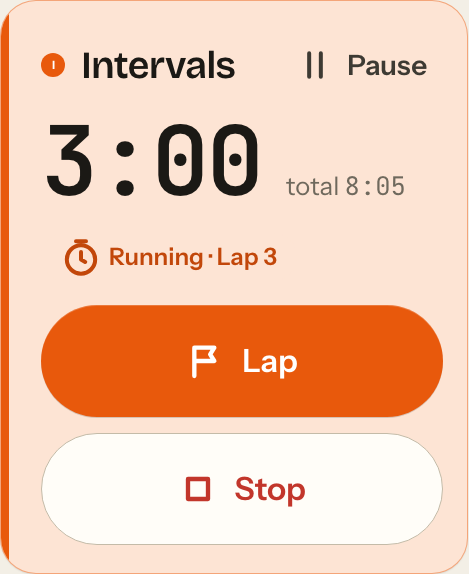 I Intervals Pause
3:00 total 8:05
Running · Lap 3
Lap
Stop